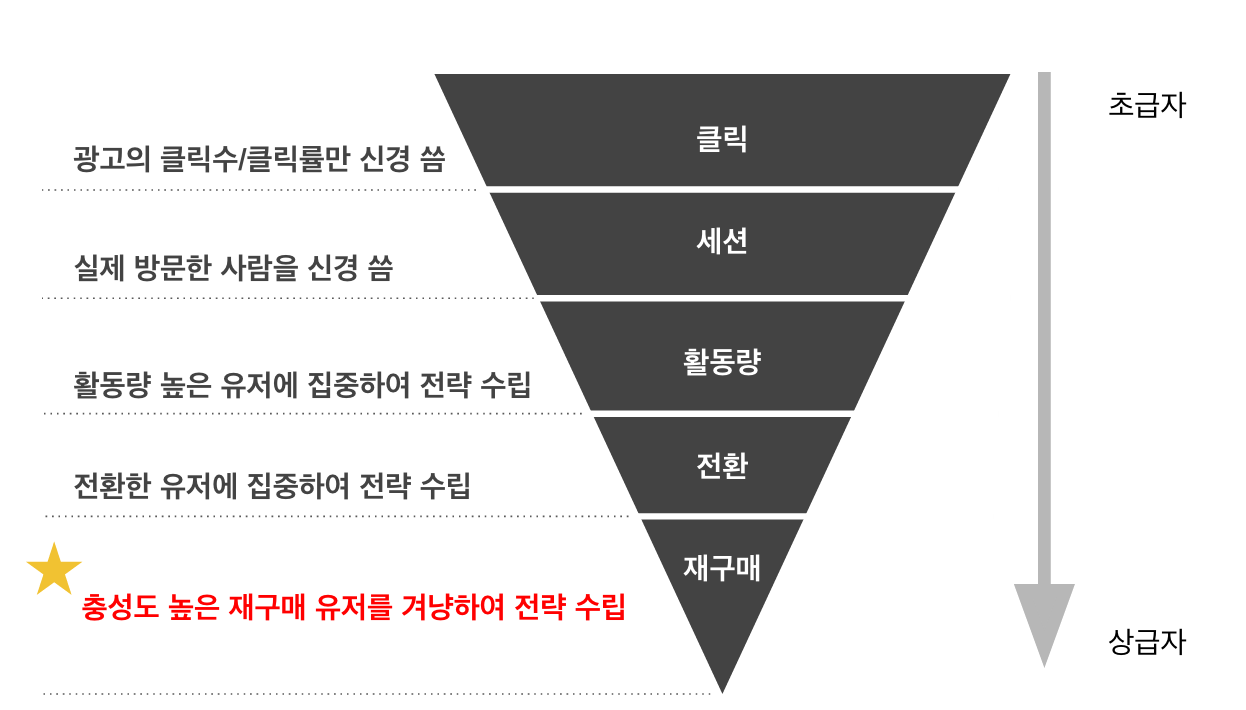 초급자
클릭
광고의 클릭수/클릭률만 신경 씀
세션
실제 방문한 사람을 신경 씀
활동량
활동량 높은 유저에 집중하여 전략 수립
전환
전환한 유저에 집중하여 전략 수립
재구매
충성도 높은 재구매 유저를 겨냥하여 전략 수립
상급자